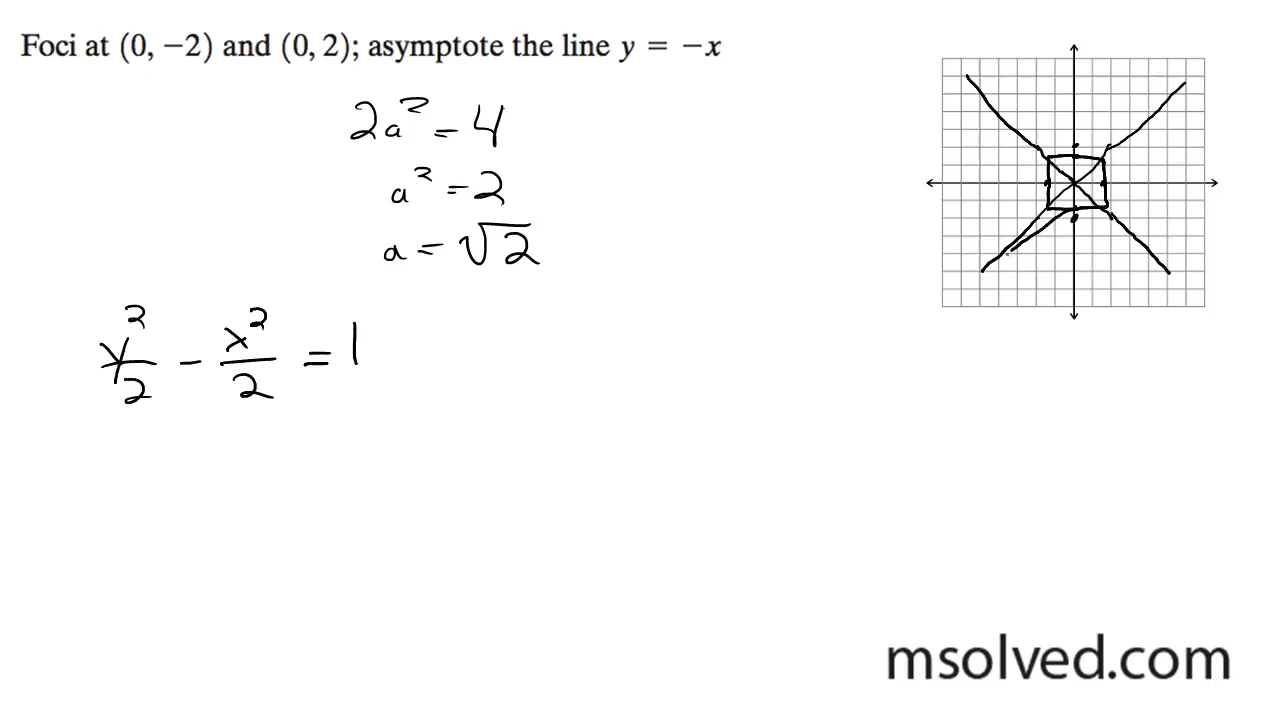 Foci at (0, −2) and (0, 2); asymptote the line y = −x
2a² = 4
a² = 2
a = √2
y²/2 − x²/2 = 1
msolved.com